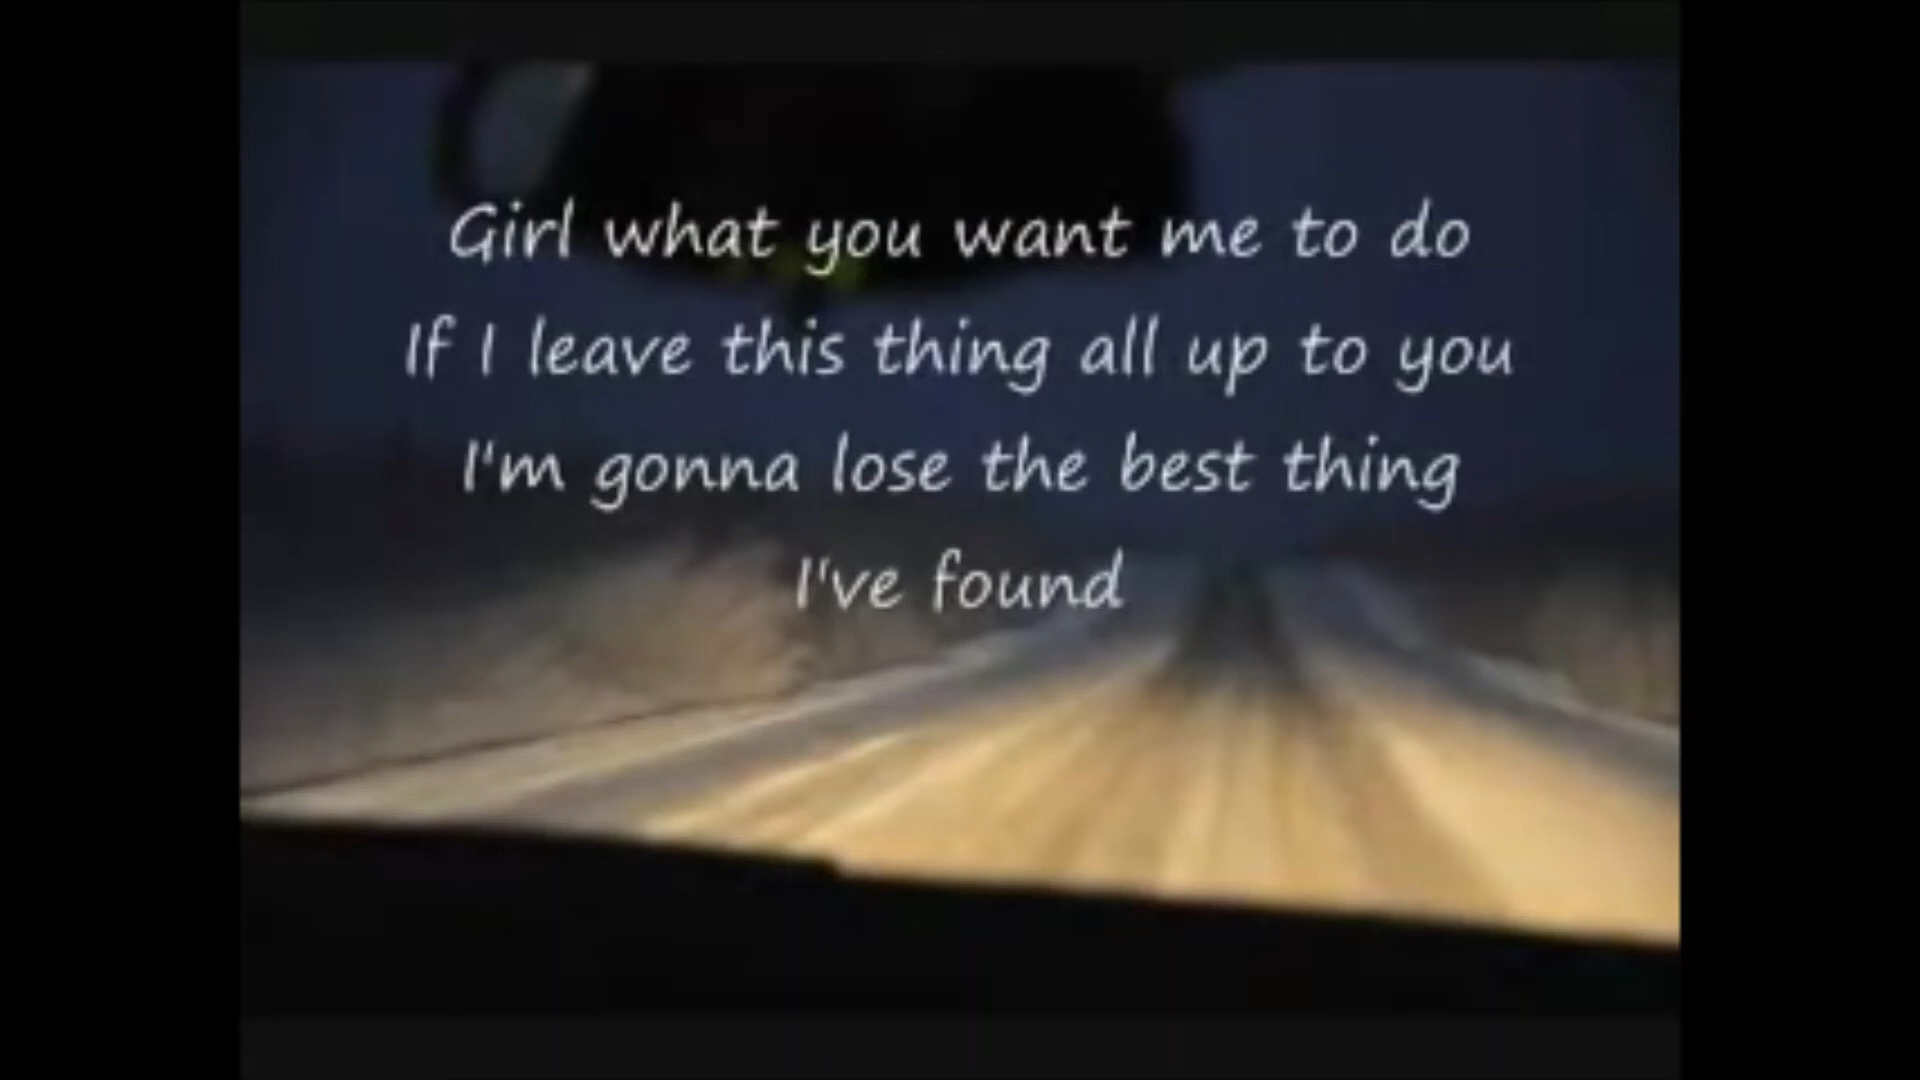 Girl what you want me to do
If I leave this thing all up to you
I'm gonna lose the best thing
I've found